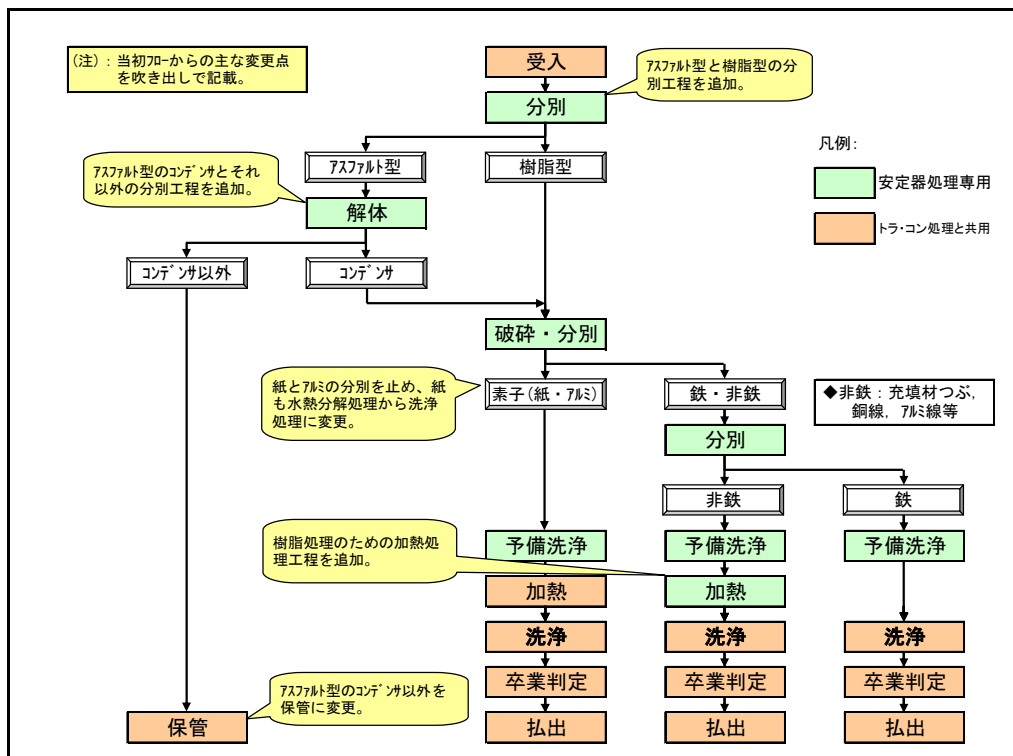 (注)：当初ﾌﾛｰからの主な変更点
を吹き出しで記載。
受入
ｱｽﾌｧﾙﾄ型と樹脂型の分
別工程を追加。
分別
凡例：
ｱｽﾌｧﾙﾄ型のｺﾝﾃﾞﾝｻとそれ
以外の分別工程を追加。
ｱｽﾌｧﾙﾄ型
樹脂型
安定器処理専用
解体
トラ・コン処理と共用
ｺﾝﾃﾞﾝｻ以外
ｺﾝﾃﾞﾝｻ
破砕・分別
紙とｱﾙﾐの分別を止め、紙
も水熱分解処理から洗浄
処理に変更。
素子（紙・ｱﾙﾐ）
鉄・非鉄
◆非鉄：充填材つぶ，
銅線，ｱﾙﾐ線等
分別
非鉄
鉄
樹脂処理のための加熱処
理工程を追加。
予備洗浄
予備洗浄
予備洗浄
加熱
加熱
洗浄
洗浄
洗浄
ｱｽﾌｧﾙﾄ型のｺﾝﾃﾞﾝｻ以外を
保管に変更。
卒業判定
卒業判定
卒業判定
保管
払出
払出
払出